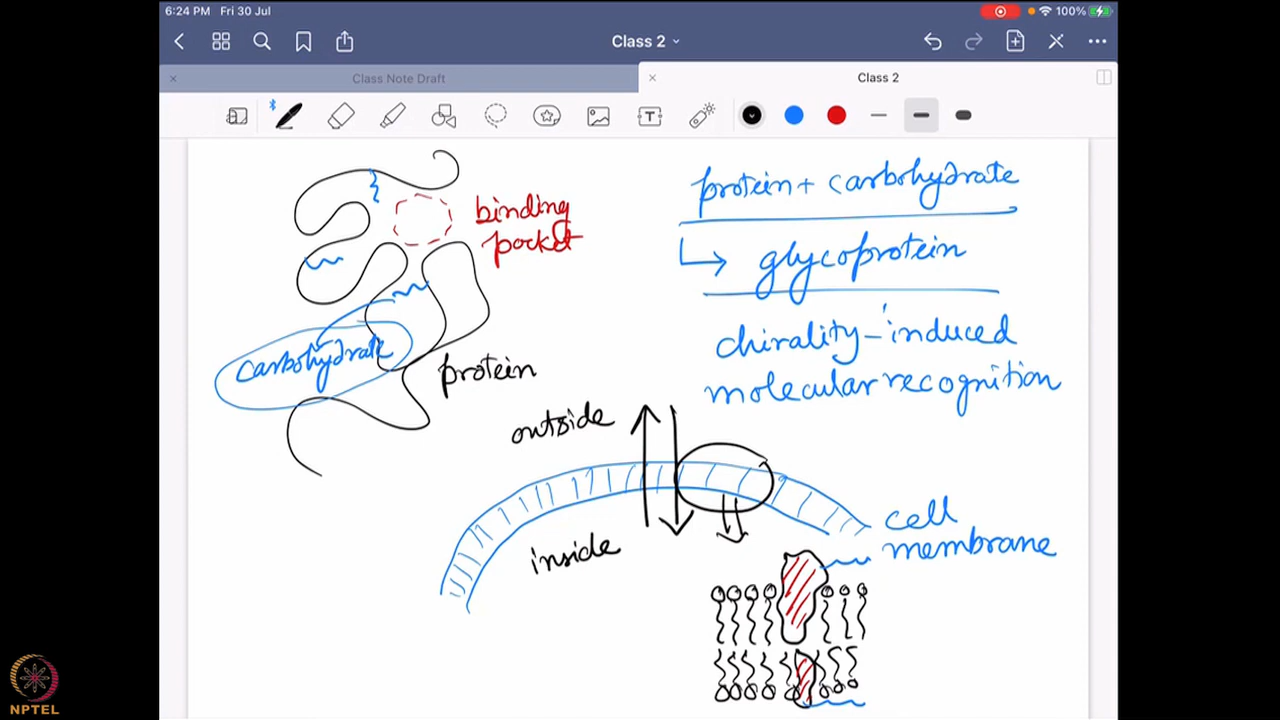 6:24 PM Fri 30 Jul
100%
Class 2
Class Note Draft
Class 2
T
binding
pocket
carbohydrate
protein
protein + carbohydrate
glycoprotein
chirality-induced
molecular recognition
outside
inside
cell
membrane
NPTEL